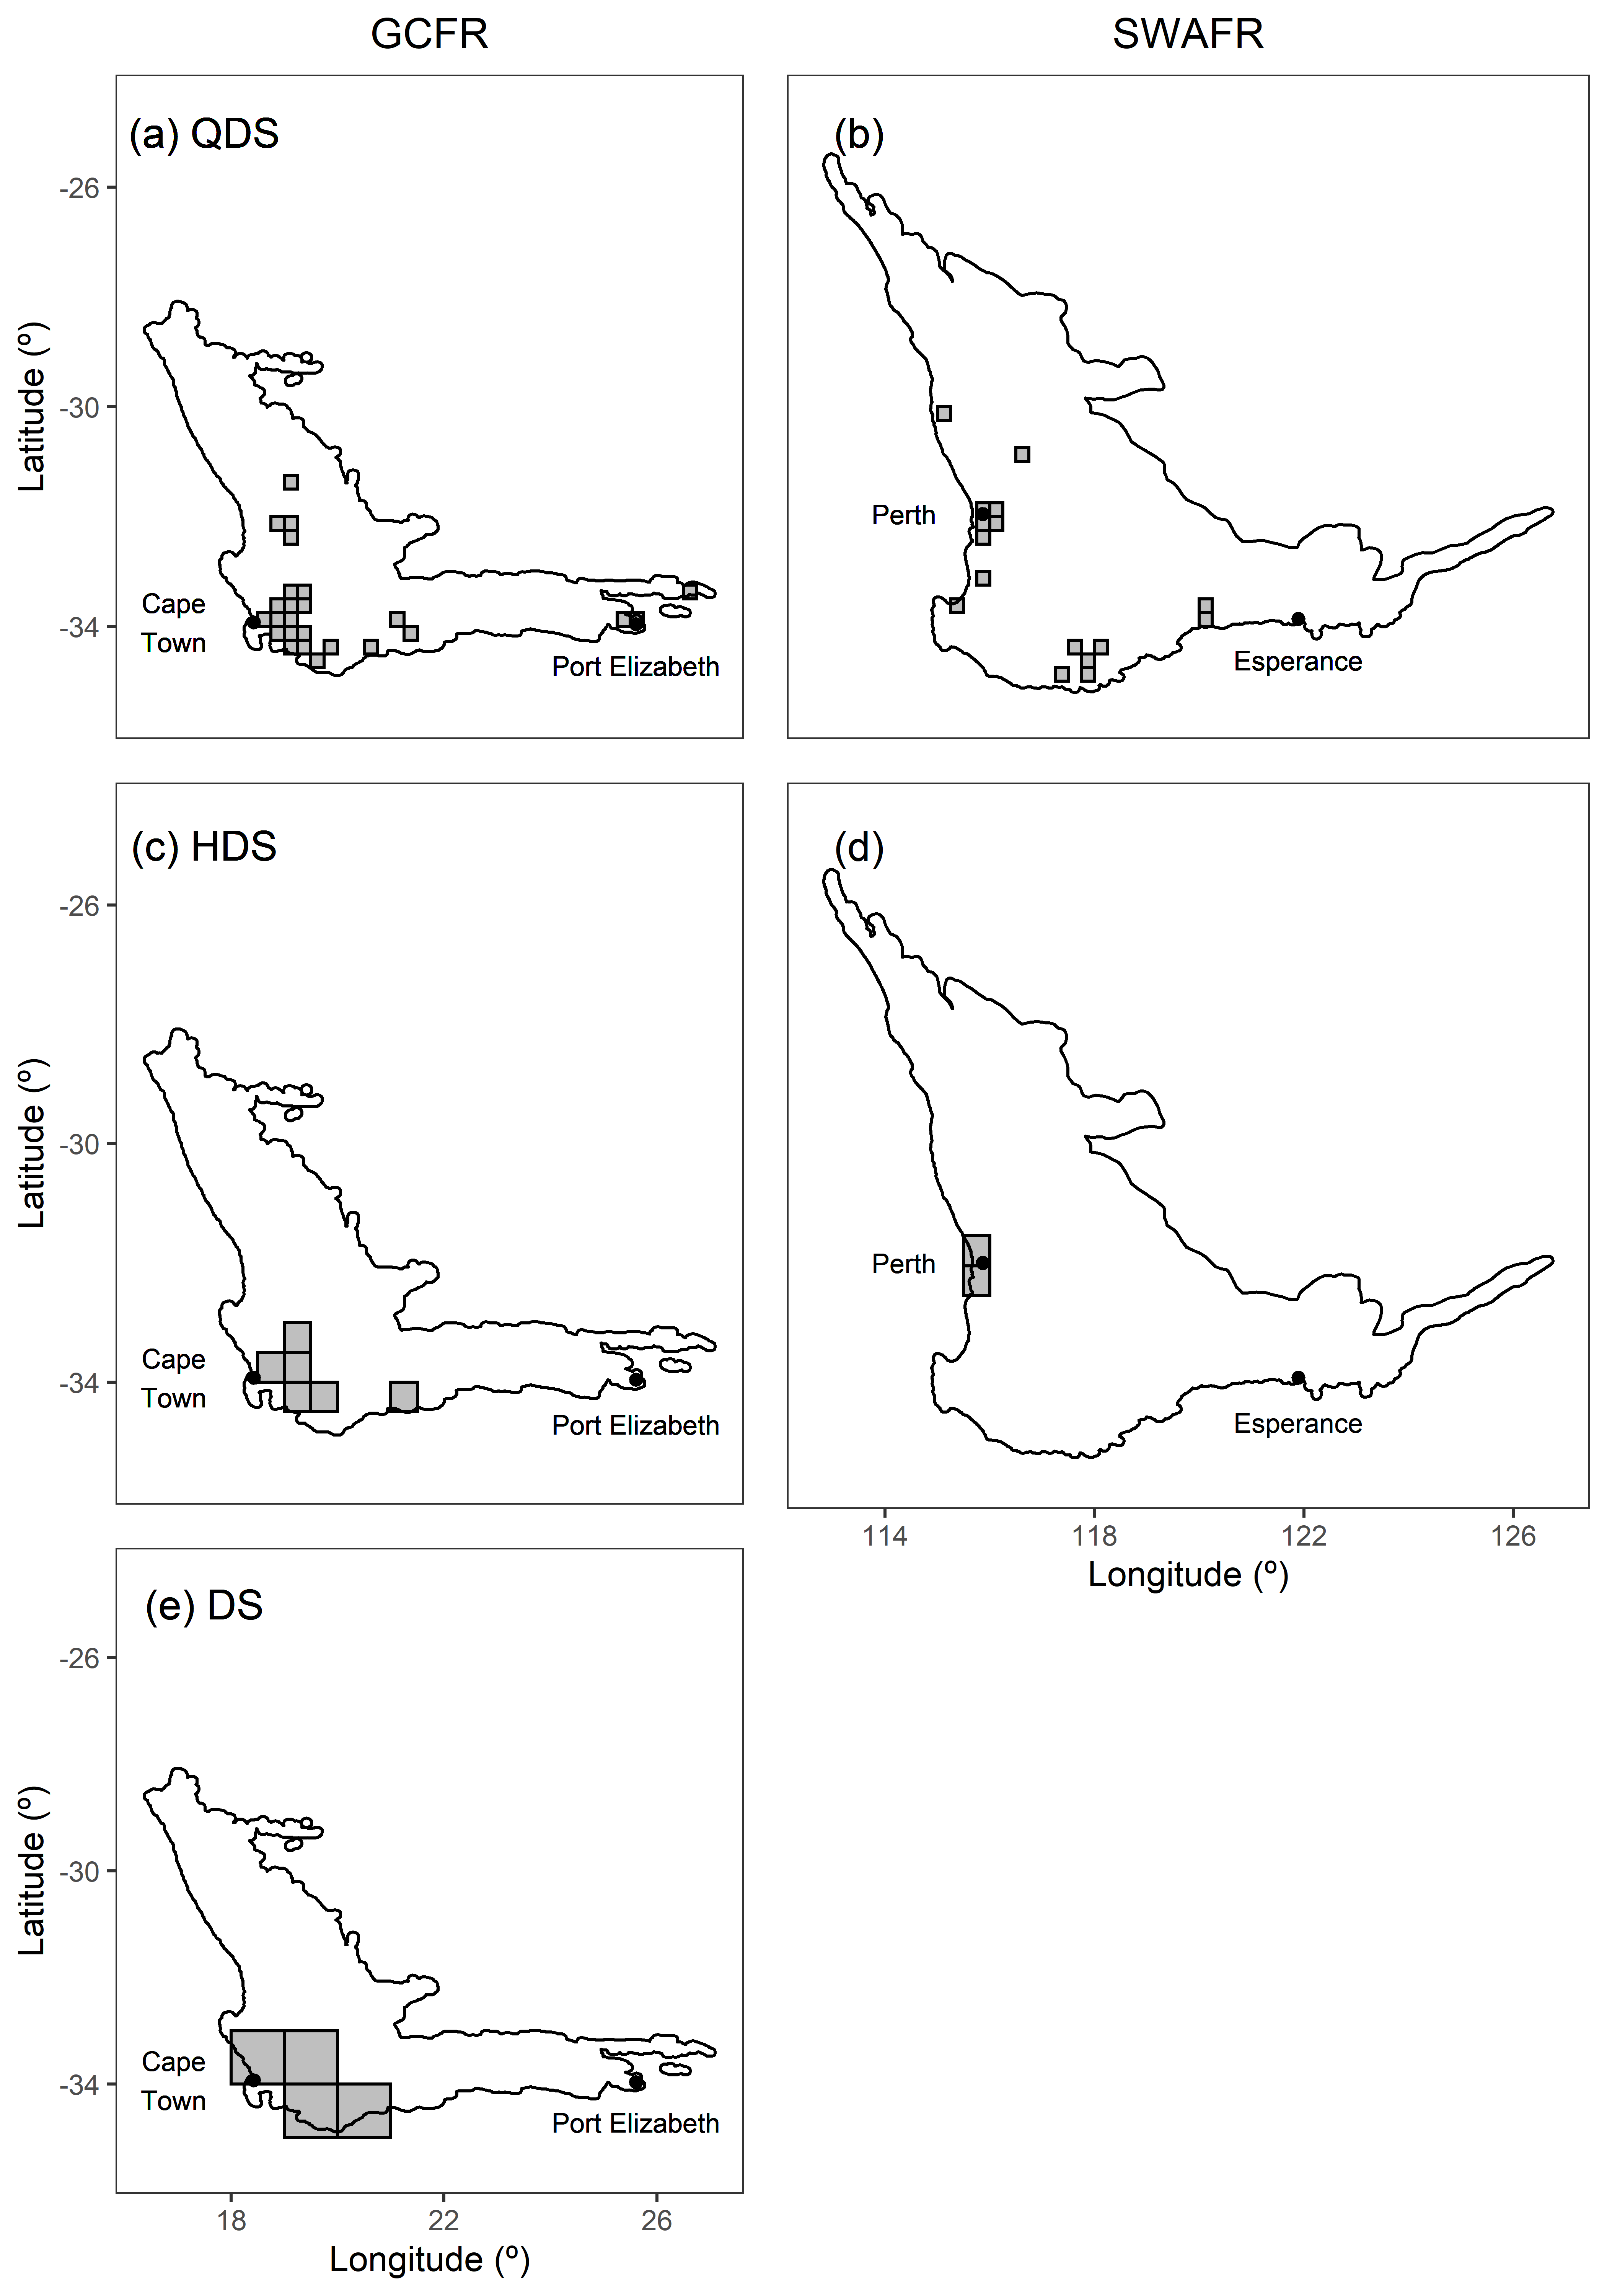 GCFR
SWAFR
(a) QDS
(b)
-26
-30
-34
Latitude (º)
Cape
Town
Port Elizabeth
Perth
Esperance
(c) HDS
(d)
-26
-30
-34
Latitude (º)
Cape
Town
Port Elizabeth
Perth
Esperance
114
118
122
126
Longitude (º)
(e) DS
-26
-30
-34
Latitude (º)
Cape
Town
Port Elizabeth
18
22
26
Longitude (º)